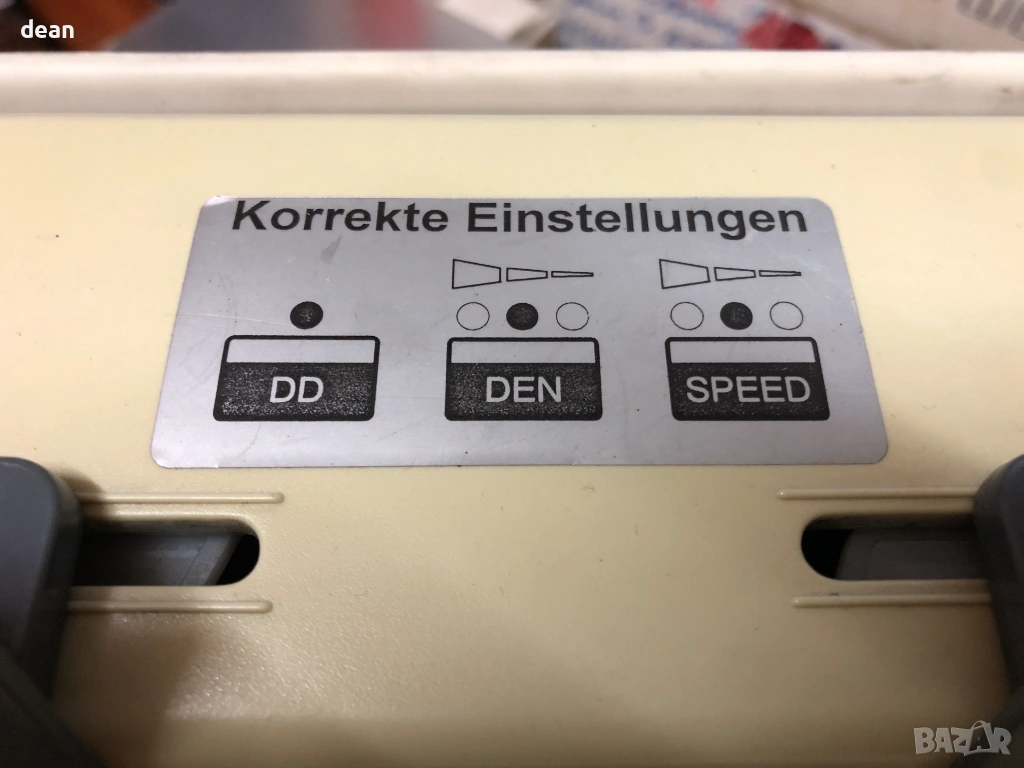 dean
Korrekte Einstellungen
DD DEN SPEED
BAZAR